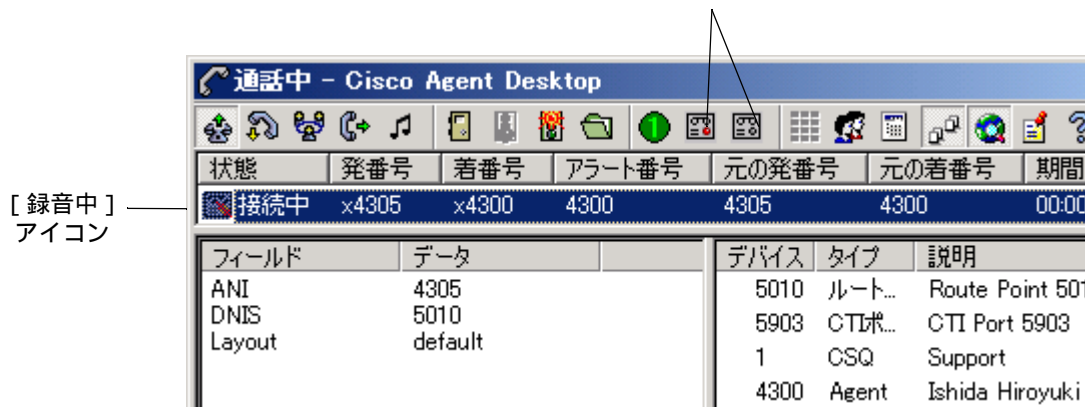 通話中 - Cisco Agent Desktop
状態 発番号 着番号 アラート番号 元の発番号 元の着番号 期間
[ 録音中 ]
アイコン
接続中 x4305 x4300 4300 4305 4300 00:00
フィールド データ
ANI 4305
DNIS 5010
Layout default
デバイス タイプ 説明
5010 ルート... Route Point 501
5903 CTIポ... CTI Port 5903
1 CSQ Support
4300 Agent Ishida Hiroyuki